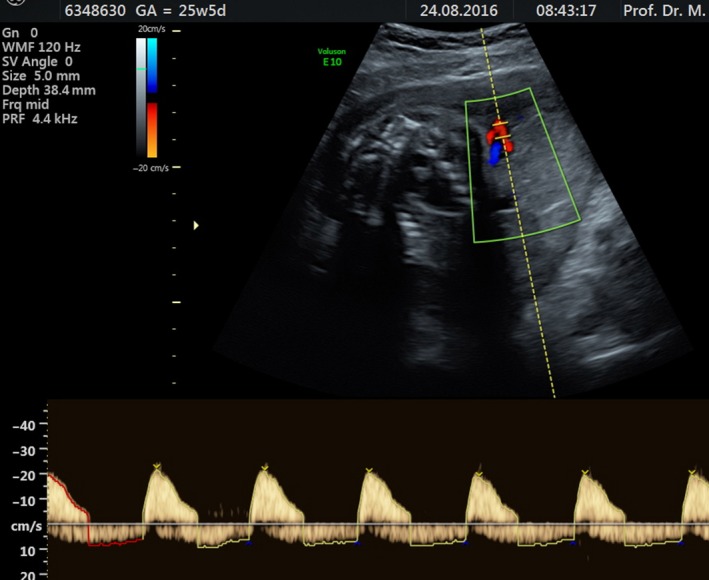 6348630 GA = 25w5d 24.08.2016 08:43:17 Prof. Dr. M.
Gn 0
WMF 120 Hz
SV Angle 0
Size 5.0 mm
Depth 38.4 mm
Frq mid
PRF 4.4 kHz
20cm/s
-20 cm/s
Voluson
E10
-40
-30
-20
-10
cm/s
10
20